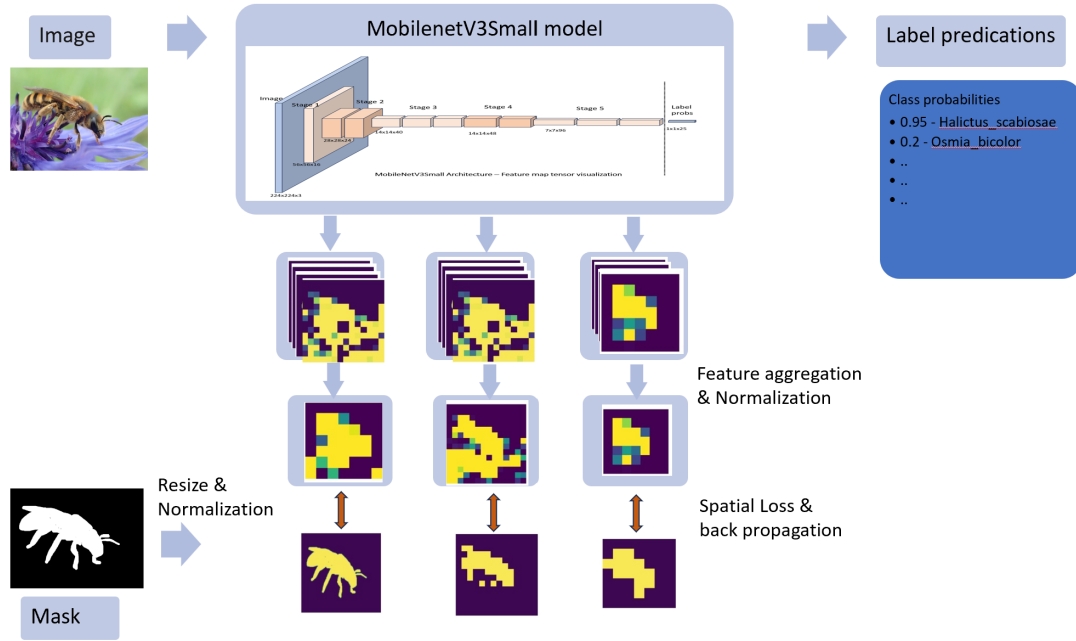 Image
MobilenetV3Small model
Label predications
Image
Stage 1
Stage 2
Stage 3
Stage 4
Stage 5
Label
probs
224x224x3
56x56x16
28x28x24
14x14x40
14x14x48
7x7x96
1x1x25
MobileNetV3Small Architecture – Feature map tensor visualization
Class probabilities
• 0.95 - Halictus_scabiosae
• 0.2 - Osmia_bicolor
• ..
• ..
• ..
Feature aggregation
& Normalization
Resize &
Normalization
Spatial Loss &
back propagation
Mask